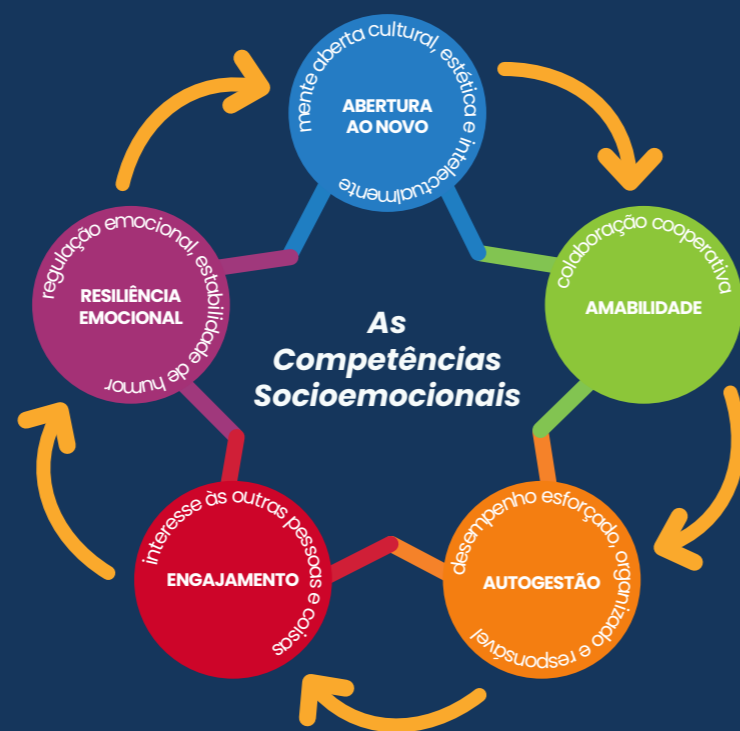 mente aberta cultural, estética e intelectualmente
ABERTURA
AO NOVO
colaboração cooperativa
AMABILIDADE
desempenho esforçado, organizado e responsável
AUTOGESTÃO
interesse às outras pessoas e coisas
ENGAJAMENTO
regulação emocional, estabilidade de humor
RESILIÊNCIA
EMOCIONAL
As
Competências
Socioemocionais